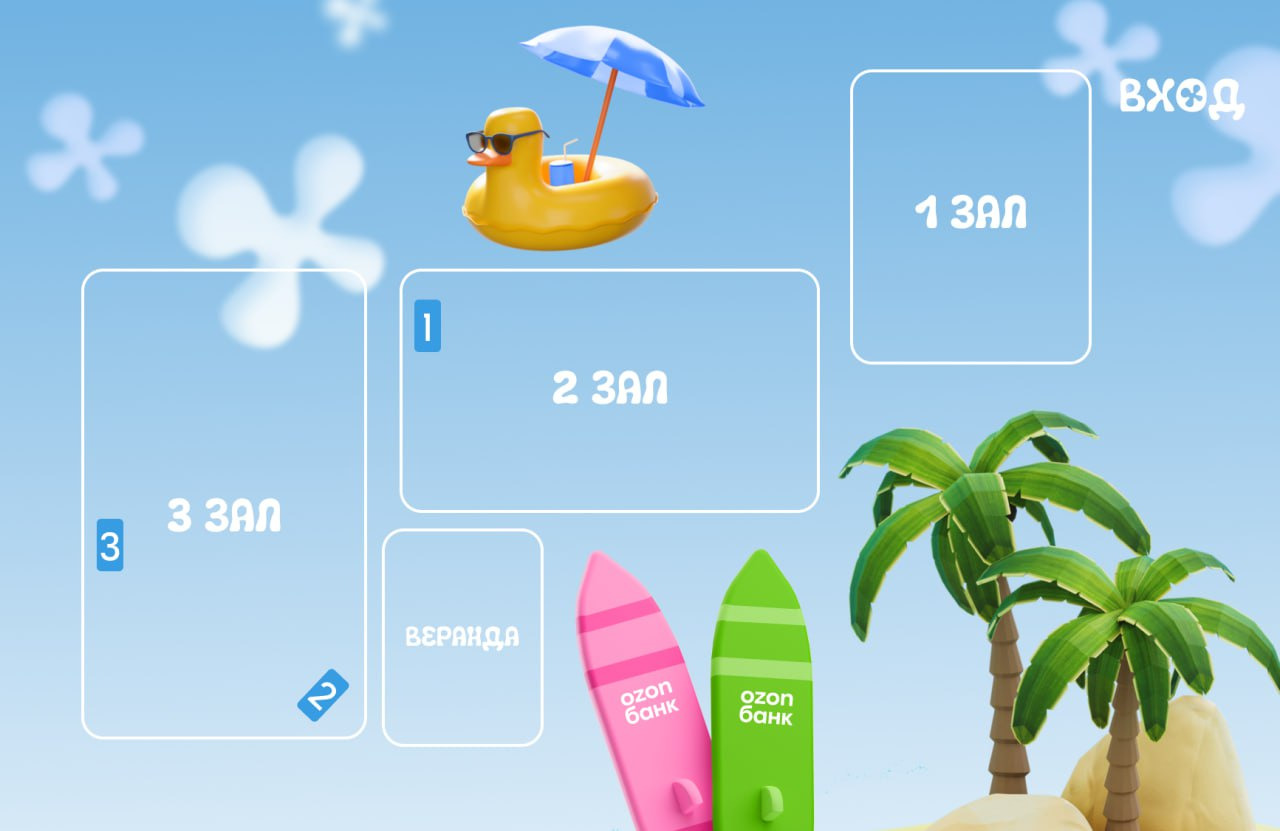 ВХОД
1 ЗАЛ
1
2 ЗАЛ
3 ЗАЛ
3
ВЕРАНДА
2
ozon
банк
ozon
банк